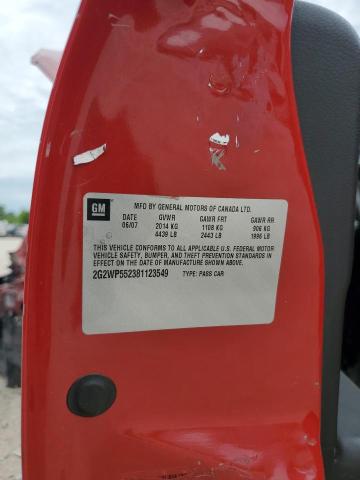 GM
MFD BY GENERAL MOTORS OF CANADA LTD.
DATE GVWR GAWR FRT GAWR RR
06/07 2014 KG 1108 KG 906 KG
4439 LB 2443 LB 1996 LB
THIS VEHICLE CONFORMS TO ALL APPLICABLE U.S. FEDERAL MOTOR
VEHICLE SAFETY, BUMPER, AND THEFT PREVENTION STANDARDS IN
EFFECT ON THE DATE OF MANUFACTURE SHOWN ABOVE.
2G2WP552381123549 TYPE: PASS CAR